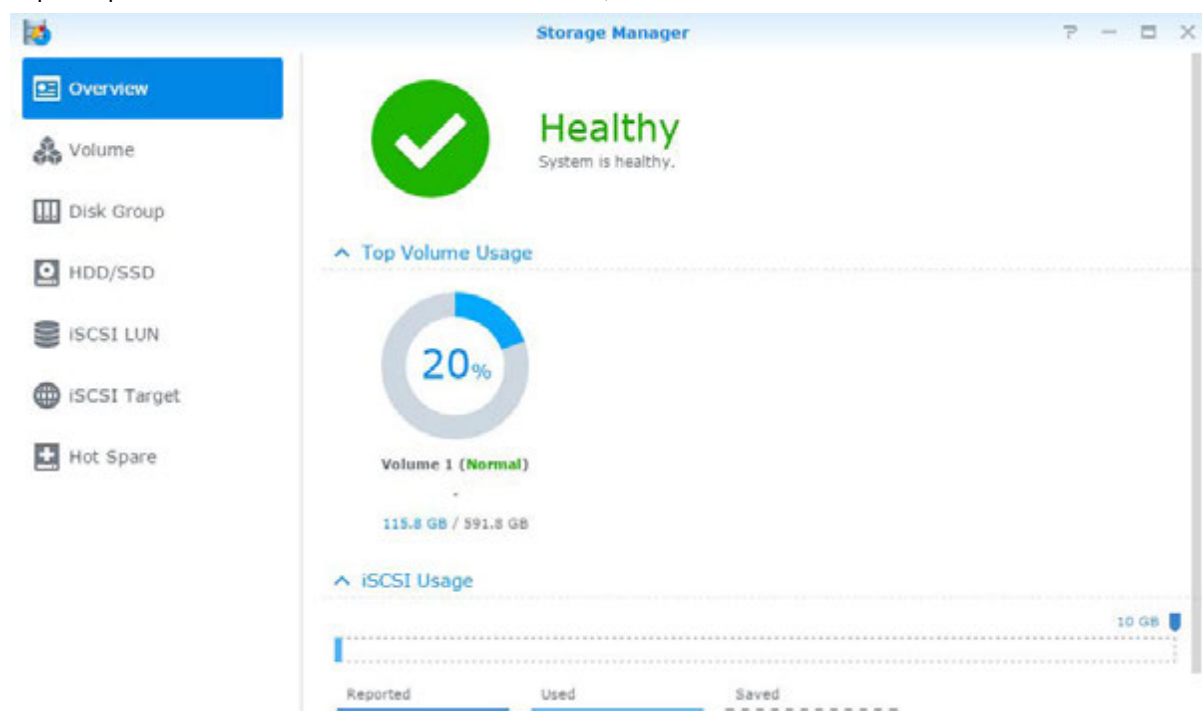 Storage Manager
Overview
Volume
Disk Group
HDD/SSD
iSCSI LUN
iSCSI Target
Hot Spare
Healthy
System is healthy.
Top Volume Usage
20%
Volume 1 (Normal)
-
115.8 GB / 591.8 GB
iSCSI Usage
10 GB
Reported Used Saved